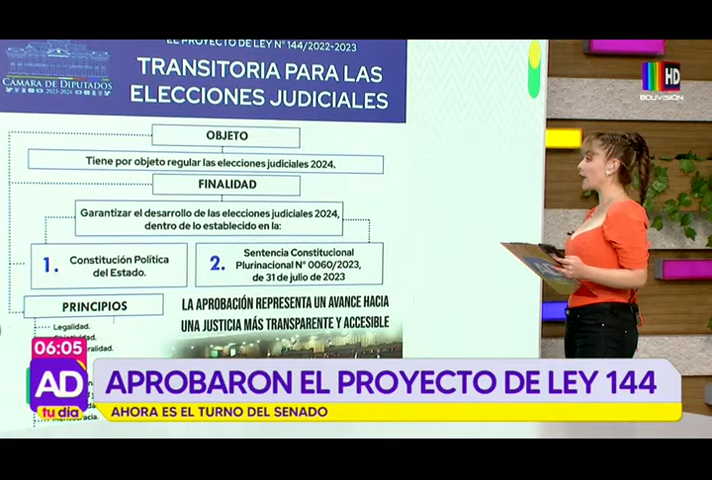 EL PROYECTO DE LEY N° 144/2022-2023
TRANSITORIA PARA LAS
ELECCIONES JUDICIALES
CÁMARA DE DIPUTADOS
2023-2024
HD
BOLIVISIÓN
OBJETO
Tiene por objeto regular las elecciones judiciales 2024.
FINALIDAD
Garantizar el desarrollo de las elecciones judiciales 2024,
dentro de lo establecido en la:
1. Constitución Política
del Estado.
2. Sentencia Constitucional
Plurinacional N° 0060/2023,
de 31 de julio de 2023
PRINCIPIOS
Legalidad.
LA APROBACIÓN REPRESENTA UN AVANCE HACIA
UNA JUSTICIA MÁS TRANSPARENTE Y ACCESIBLE
AD
06:05
AD
tu día
APROBARON EL PROYECTO DE LEY 144
AHORA ES EL TURNO DEL SENADO